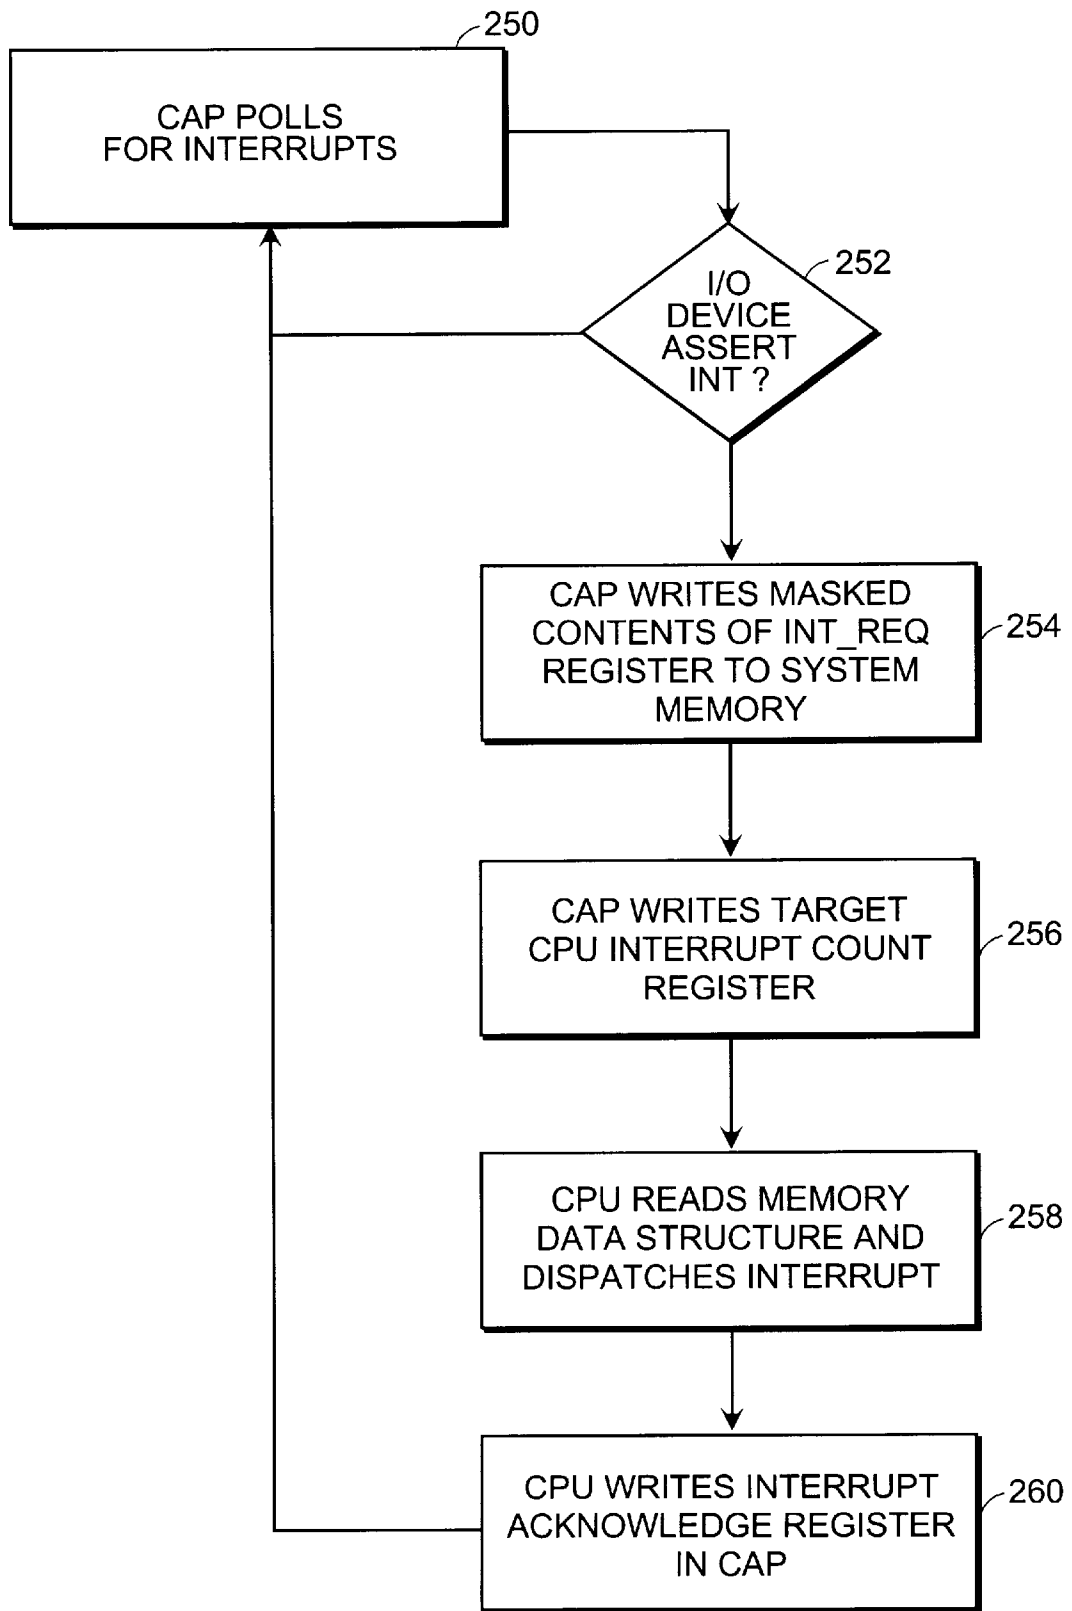 250
CAP POLLS
FOR INTERRUPTS
252
I/O
DEVICE
ASSERT
INT ?
CAP WRITES MASKED
CONTENTS OF INT_REQ
REGISTER TO SYSTEM
MEMORY
254
CAP WRITES TARGET
CPU INTERRUPT COUNT
REGISTER
256
CPU READS MEMORY
DATA STRUCTURE AND
DISPATCHES INTERRUPT
258
CPU WRITES INTERRUPT
ACKNOWLEDGE REGISTER
IN CAP
260